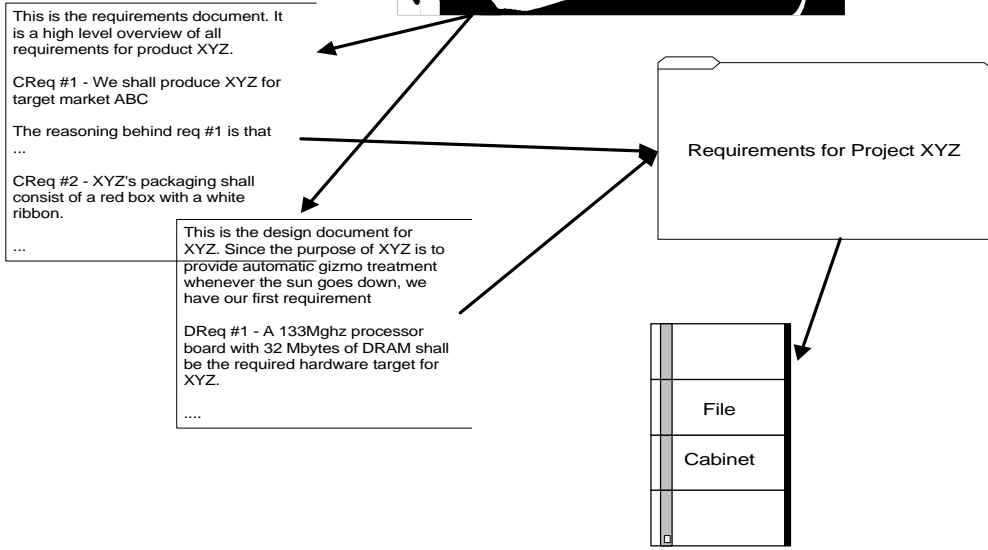 This is the requirements document. It
is a high level overview of all
requirements for product XYZ.
CReq #1 - We shall produce XYZ for
target market ABC
The reasoning behind req #1 is that
...
CReq #2 - XYZ's packaging shall
consist of a red box with a white
ribbon.
...
This is the design document for
XYZ. Since the purpose of XYZ is to
provide automatic gizmo treatment
whenever the sun goes down, we
have our first requirement
DReq #1 - A 133Mghz processor
board with 32 Mbytes of DRAM shall
be the required hardware target for
XYZ.
....
Requirements for Project XYZ
File
Cabinet